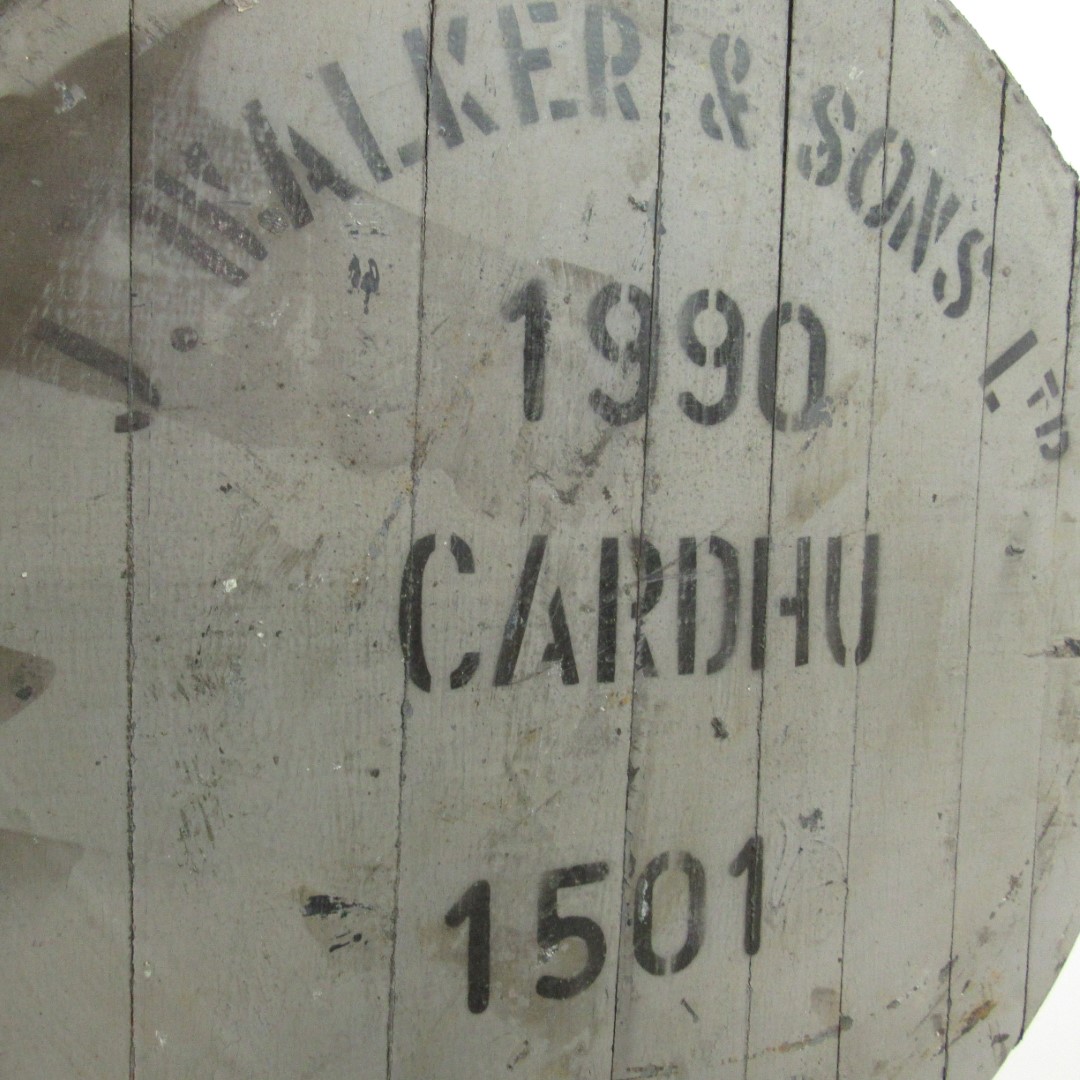 J. WALKER & SONS LTD
1990
CARDHU
1501